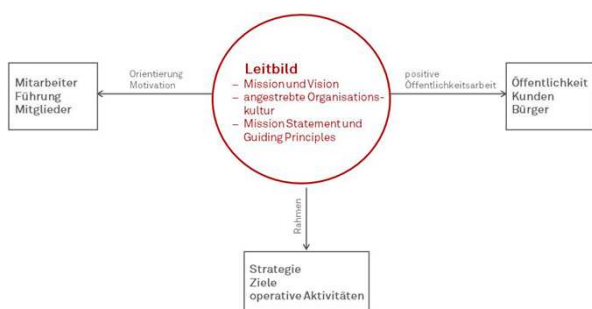 Leitbild
– Mission und Vision
– angestrebte Organisations-
kultur
– Mission Statement und
Guiding Principles
Orientierung
Motivation
Mitarbeiter
Führung
Mitglieder
positive
Öffentlichkeitsarbeit
Öffentlichkeit
Kunden
Bürger
Rahmen
Strategie
Ziele
operative Aktivitäten